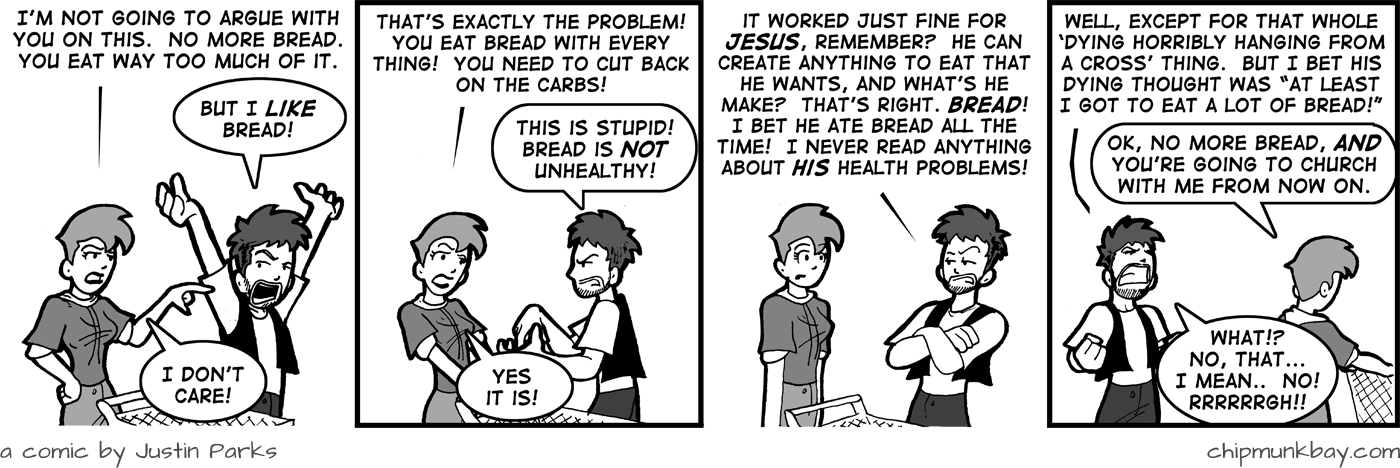 I'M NOT GOING TO ARGUE WITH
YOU ON THIS. NO MORE BREAD.
YOU EAT WAY TOO MUCH OF IT.
BUT I LIKE
BREAD!
I DON'T
CARE!
THAT'S EXACTLY THE PROBLEM!
YOU EAT BREAD WITH EVERY
THING! YOU NEED TO CUT BACK
ON THE CARBS!
THIS IS STUPID!
BREAD IS NOT
UNHEALTHY!
YES
IT IS!
IT WORKED JUST FINE FOR
JESUS, REMEMBER? HE CAN
CREATE ANYTHING TO EAT THAT
HE WANTS, AND WHAT'S HE
MAKE? THAT'S RIGHT. BREAD!
I BET HE ATE BREAD ALL THE
TIME! I NEVER READ ANYTHING
ABOUT HIS HEALTH PROBLEMS!
WELL, EXCEPT FOR THAT WHOLE
'DYING HORRIBLY HANGING FROM
A CROSS' THING. BUT I BET HIS
DYING THOUGHT WAS "AT LEAST
I GOT TO EAT A LOT OF BREAD!"
OK, NO MORE BREAD, AND
YOU'RE GOING TO CHURCH
WITH ME FROM NOW ON.
WHAT!?
NO, THAT...
I MEAN.. NO!
RRRRRRGH!!
a comic by Justin Parks
chipmunkbay.com